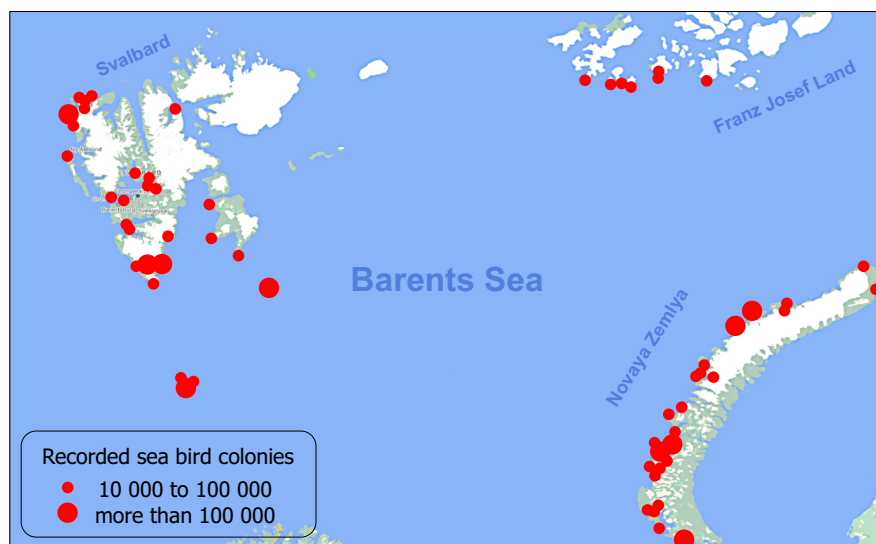 Svalbard
Franz Josef Land
Barents Sea
Novaya Zemlya
Recorded sea bird colonies
10 000 to 100 000
more than 100 000